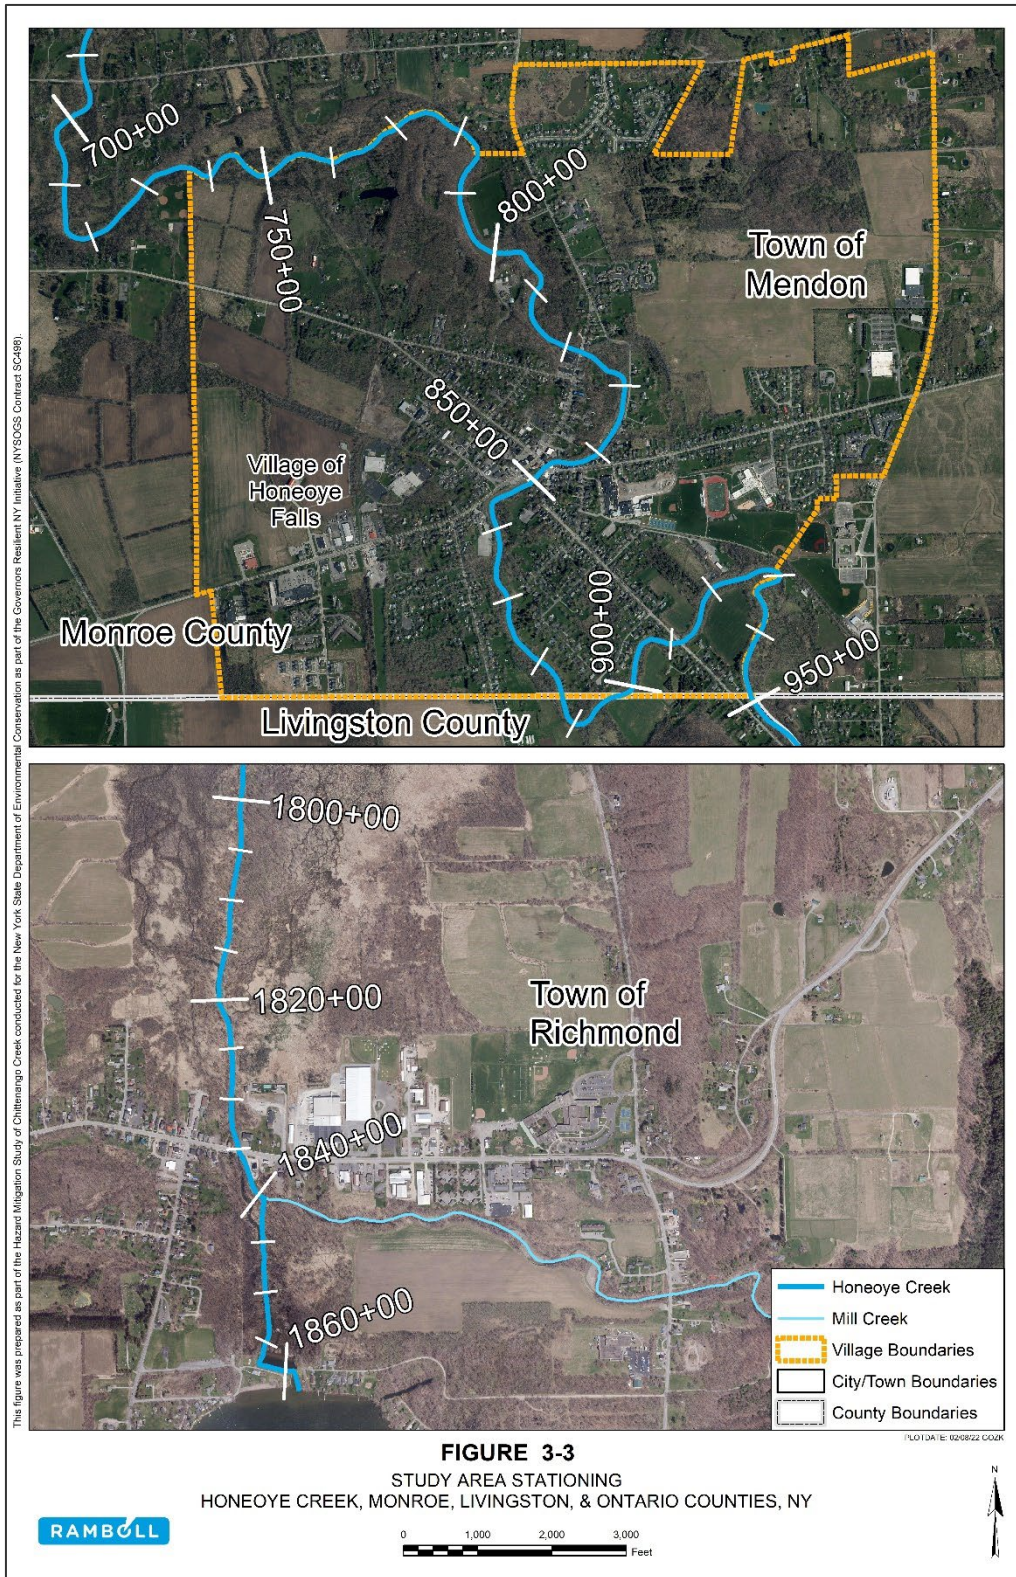 700+00
750+00
800+00
Town of
Mendon
850+00
Village of
Honeoye
Falls
900+00
Monroe County
950+00
Livingston County
1800+00
1820+00
Town of
Richmond
1840+00
1860+00
Honeoye Creek
Mill Creek
Village Boundaries
City/Town Boundaries
County Boundaries
PLOTDATE: 02/08/22 COZK
This figure was prepared as part of the Hazard Mitigation Study of Chittenango Creek conducted for the New York State Department of Environmental Conservation as part of the Governors Resilient NY Initiative (NYSOGS Contract SC498).
FIGURE 3-3
STUDY AREA STATIONING
HONEOYE CREEK, MONROE, LIVINGSTON, & ONTARIO COUNTIES, NY
RAMBOLL
0 1,000 2,000 3,000
Feet
N